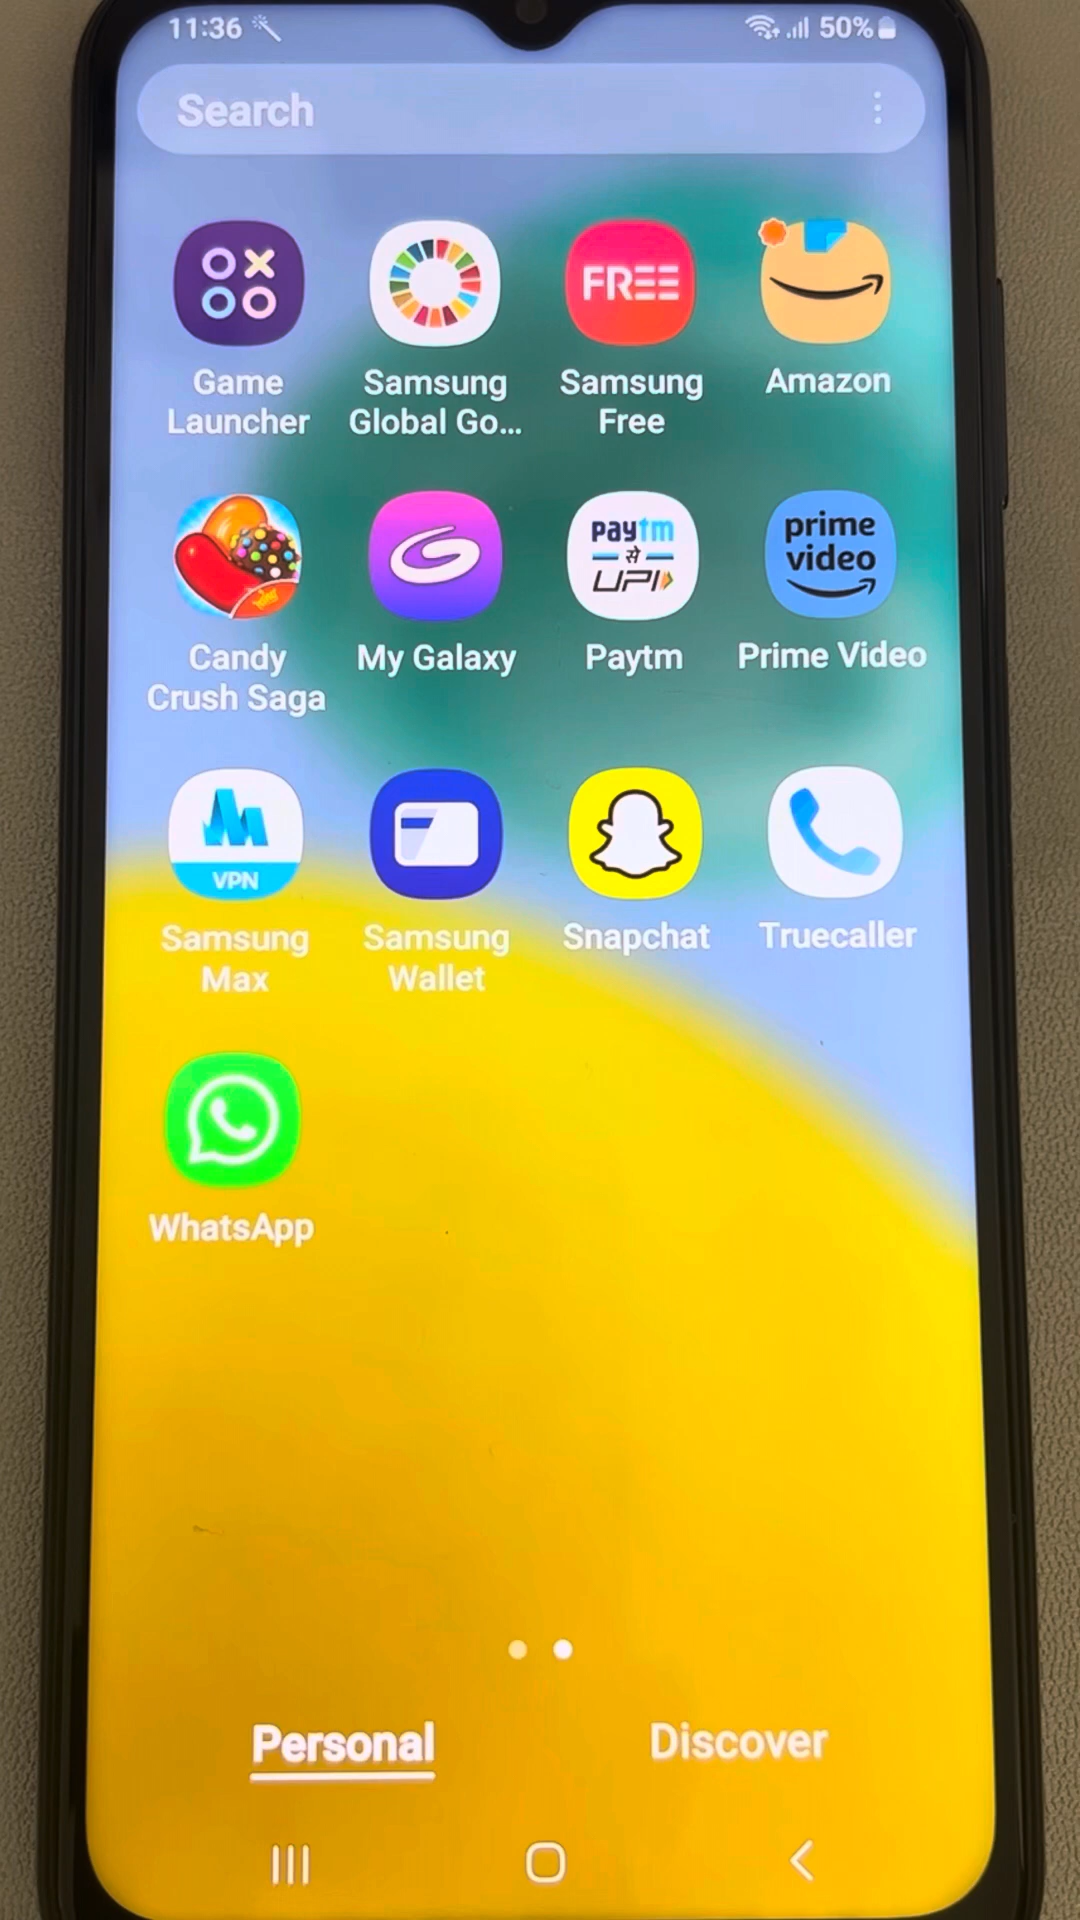 11:36
50%
Search
FREE
Game
Launcher
Samsung
Global Go...
Samsung
Free
Amazon
paytm
से
UPI
prime
video
Candy
Crush Saga
My Galaxy
Paytm
Prime Video
VPN
Samsung
Max
Samsung
Wallet
Snapchat
Truecaller
WhatsApp
Personal
Discover